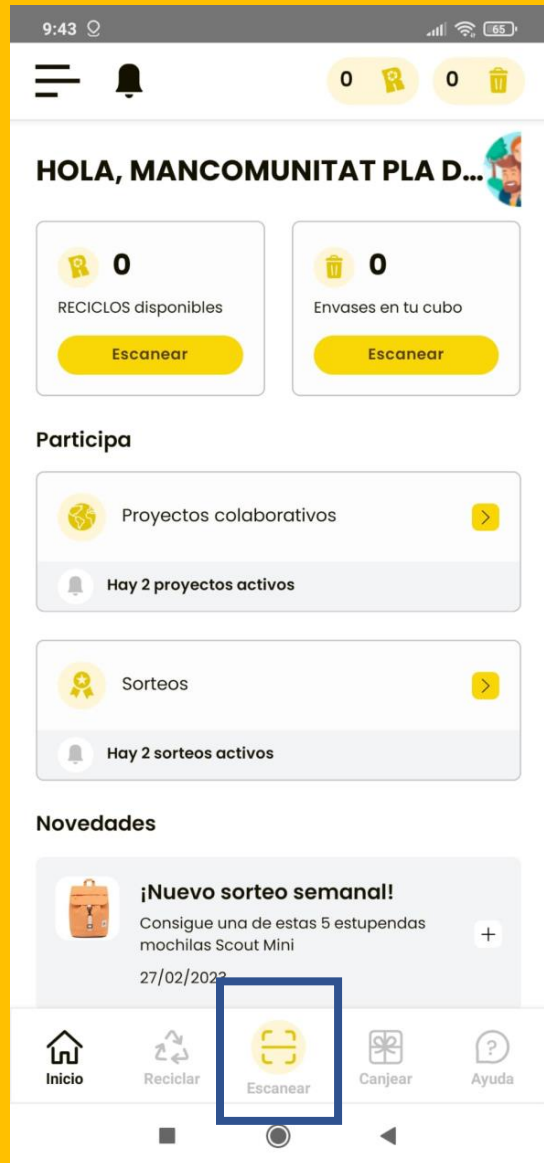 9:43
65
0
0
HOLA, MANCOMUNITAT PLA D...
0
RECICLOS disponibles
Escanear
0
Envases en tu cubo
Escanear
Participa
Proyectos colaborativos
Hay 2 proyectos activos
Sorteos
Hay 2 sorteos activos
Novedades
¡Nuevo sorteo semanal!
Consigue una de estas 5 estupendas
mochilas Scout Mini
27/02/2023
Inicio
Reciclar
Escanear
Canjear
Ayuda